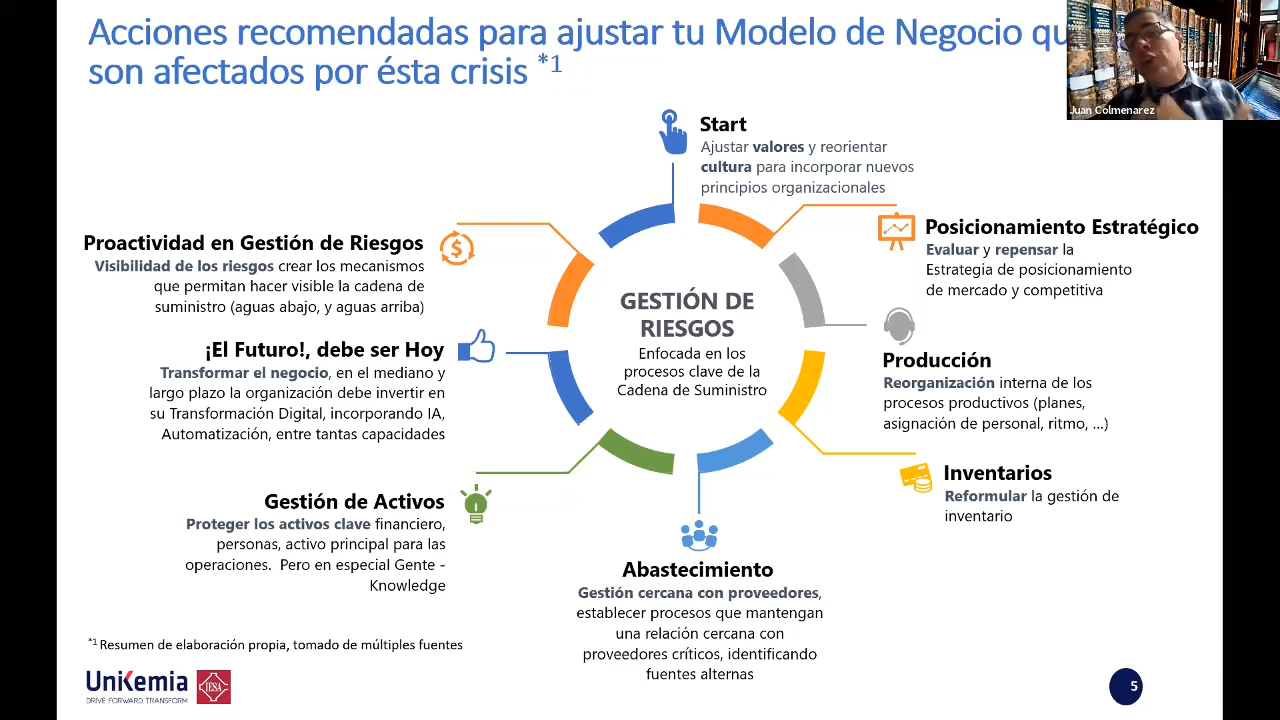 Acciones recomendadas para ajustar tu Modelo de Negocio
son afectados por ésta crisis *1
Juan Colmenarez
Start
Ajustar valores y reorientar
cultura para incorporar nuevos
principios organizacionales
Posicionamiento Estratégico
Evaluar y repensar la
Estrategia de posicionamiento
de mercado y competitiva
Producción
Reorganización interna de los
procesos productivos (planes,
asignación de personal, ritmo, ...)
Inventarios
Reformular la gestión de
inventario
Abastecimiento
Gestión cercana con proveedores,
establecer procesos que mantengan
una relación cercana con
proveedores críticos, identificando
fuentes alternas
Gestión de Activos
Proteger los activos clave financiero,
personas, activo principal para las
operaciones. Pero en especial Gente -
Knowledge
¡El Futuro!, debe ser Hoy
Transformar el negocio, en el mediano y
largo plazo la organización debe invertir en
su Transformación Digital, incorporando IA,
Automatización, entre tantas capacidades
Proactividad en Gestión de Riesgos
Visibilidad de los riesgos crear los mecanismos
que permitan hacer visible la cadena de
suministro (aguas abajo, y aguas arriba)
GESTIÓN DE
RIESGOS
Enfocada en los
procesos clave de la
Cadena de Suministro
*1 Resumen de elaboración propia, tomado de múltiples fuentes
UniKemia
DRIVE FORWARD TRANSFORM
IESA
5